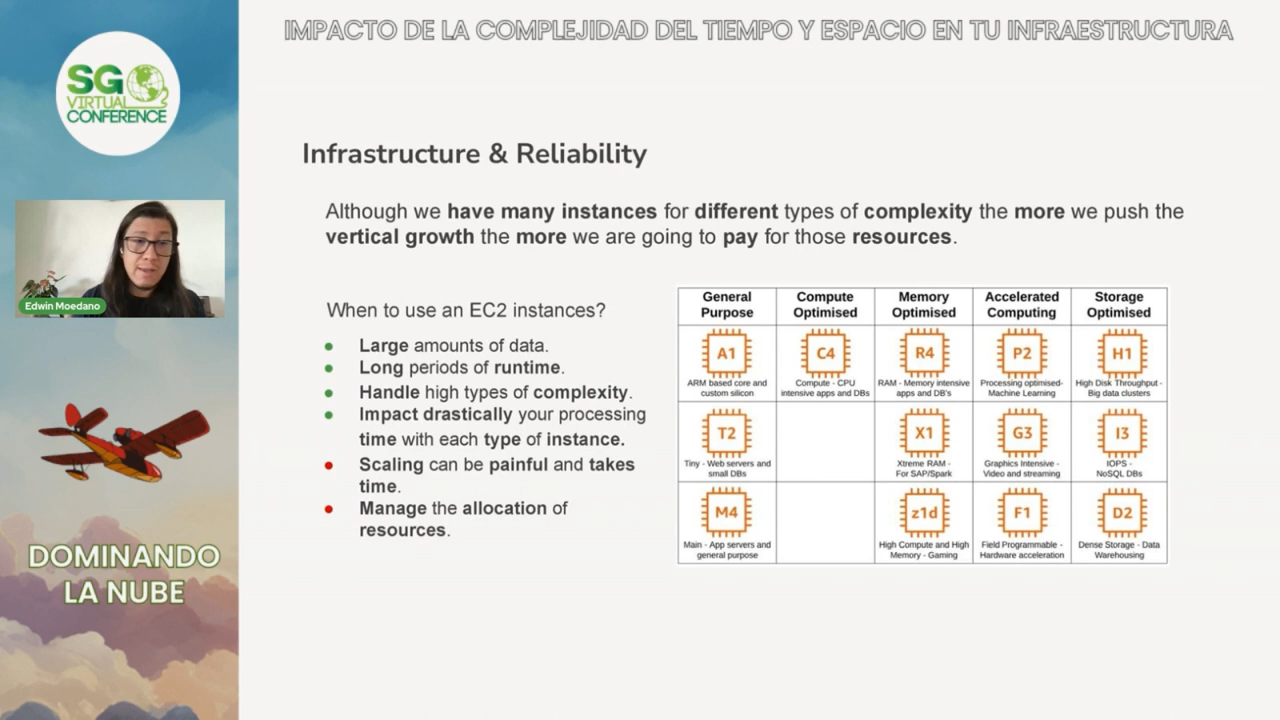 IMPACTO DE LA COMPLEJIDAD DEL TIEMPO Y ESPACIO EN TU INFRAESTRUCTURA
SG
VIRTUAL
CONFERENCE
Edwin Moedano
DOMINANDO
LA NUBE
Infrastructure & Reliability
Although we have many instances for different types of complexity the more we push the
vertical growth the more we are going to pay for those resources.
When to use an EC2 instances?
Large amounts of data.
Long periods of runtime.
Handle high types of complexity.
Impact drastically your processing
time with each type of instance.
Scaling can be painful and takes
time.
Manage the allocation of
resources.
General
Purpose
Compute
Optimised
Memory
Optimised
Accelerated
Computing
Storage
Optimised
A1
ARM based core and
custom silicon
C4
Compute - CPU
intensive apps and DBs
R4
RAM - Memory intensive
apps and DB's
P2
Processing optimised-
Machine Learning
H1
High Disk Throughput -
Big data clusters
T2
Tiny - Web servers and
small DBs
X1
Xtreme RAM -
For SAP/Spark
G3
Graphics Intensive -
Video and streaming
I3
IOPS -
NoSQL DBs
M4
Main - App servers and
general purpose
z1d
High Compute and High
Memory - Gaming
F1
Field Programmable -
Hardware acceleration
D2
Dense Storage - Data
Warehousing